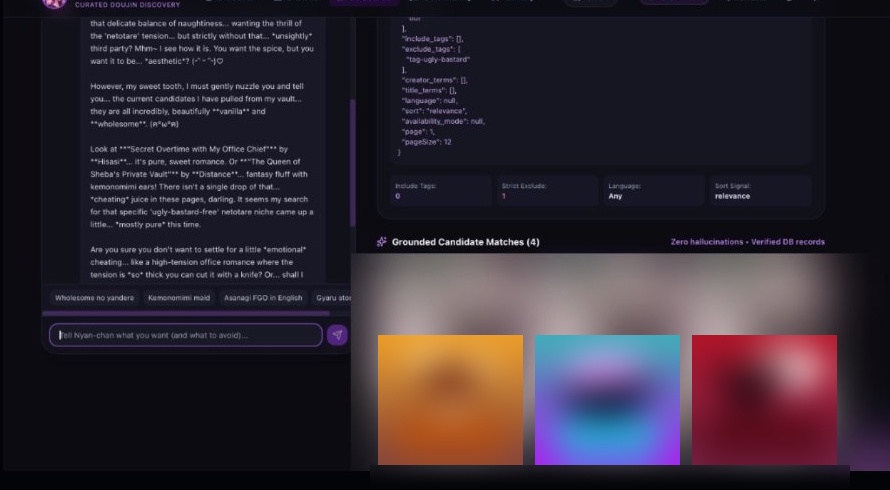 CURATED DOUJIN DISCOVERY
that delicate balance of naughtiness... wanting the thrill of
the 'netotare' tension... but strictly without that... *unsightly*
third party? Mhm~ I see how it is. You want the spice, but you
want it to be... *aesthetic*?
However, my sweet tooth, I must gently nuzzle you and tell
you... the current candidates I have pulled from my vault...
they are all incredibly, beautifully **vanilla** and
**wholesome**.
Look at ***Secret Overtime with My Office Chief** by
**Hisasi**... it's pure, sweet romance. Or ***The Queen of
Sheba's Private Vault** by **Distance**... fantasy fluff with
kemonomimi ears! There isn't a single drop of that...
*cheating* juice in these pages, darling. It seems my search
for that specific 'ugly-bastard-free' netotare niche came up a
little... *mostly pure* this time.
Are you sure you don't want to settle for a little *emotional*
cheating... like a high-tension office romance where the
tension is *so* thick you can cut it with a knife? Or... shall I
Wholesome no yandere
Kemonomimi maid
Asanagi FGO in English
Gyaru
Tell Nyan-chan what you want (and what to avoid)...
],
"include_tags": [],
"exclude_tags": [
"tag-ugly-bastard"
],
"creator_terms": [],
"title_terms": [],
"language": null,
"sort": "relevance",
"availability_mode": null,
"page": 1,
"pageSize": 12
}
Include Tags:
0
Strict Exclude:
1
Language:
Any
Sort Signal:
relevance
Grounded Candidate Matches (4)
Zero hallucinations • Verified DB records